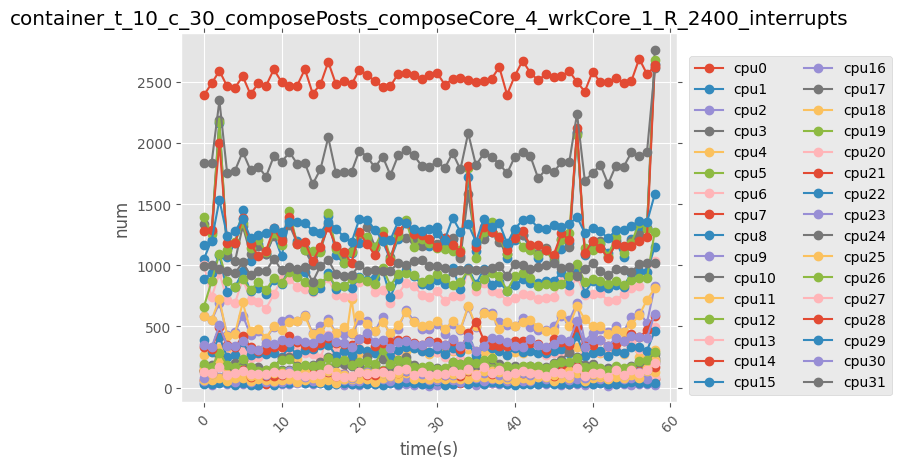 container_t_10_c_30_composePosts_composeCore_4_wrkCore_1_R_2400_interrupts
2500
2000
1500
1000
500
0
num
0
10
20
30
40
50
60
time(s)
cpu0
cpu1
cpu2
cpu3
cpu4
cpu5
cpu6
cpu7
cpu8
cpu9
cpu10
cpu11
cpu12
cpu13
cpu14
cpu15
cpu16
cpu17
cpu18
cpu19
cpu20
cpu21
cpu22
cpu23
cpu24
cpu25
cpu26
cpu27
cpu28
cpu29
cpu30
cpu31